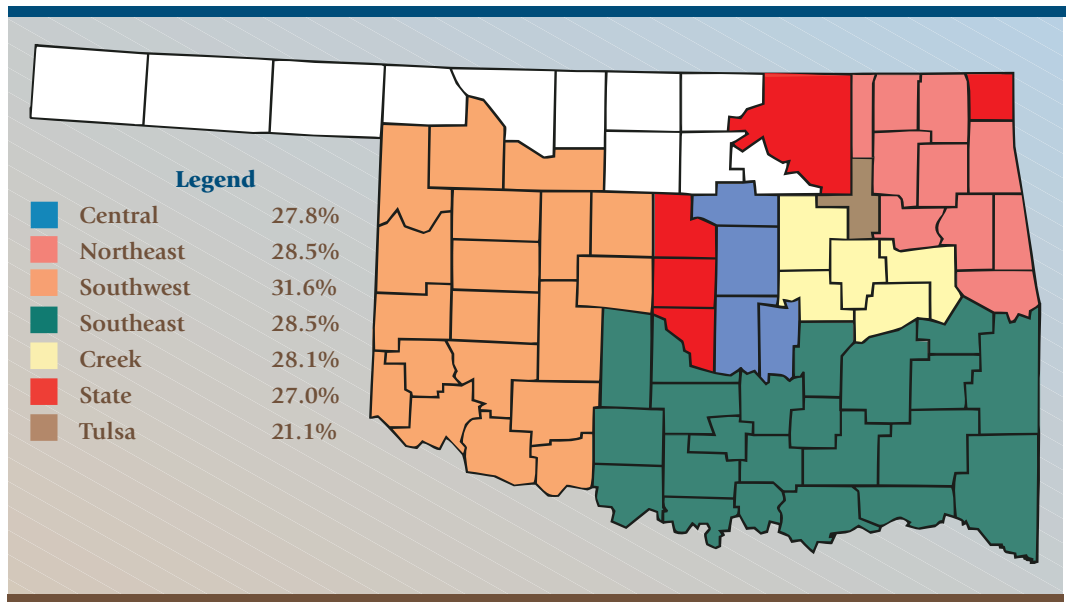 Legend
Central 27.8%
Northeast 28.5%
Southwest 31.6%
Southeast 28.5%
Creek 28.1%
State 27.0%
Tulsa 21.1%